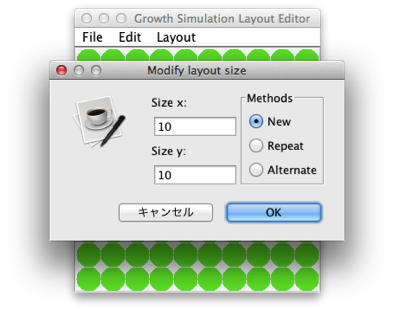 Growth Simulation Layout Editor
File Edit Layout
Modify layout size
Size x:
10
Size y:
10
Methods
New
Repeat
Alternate
キャンセル
OK